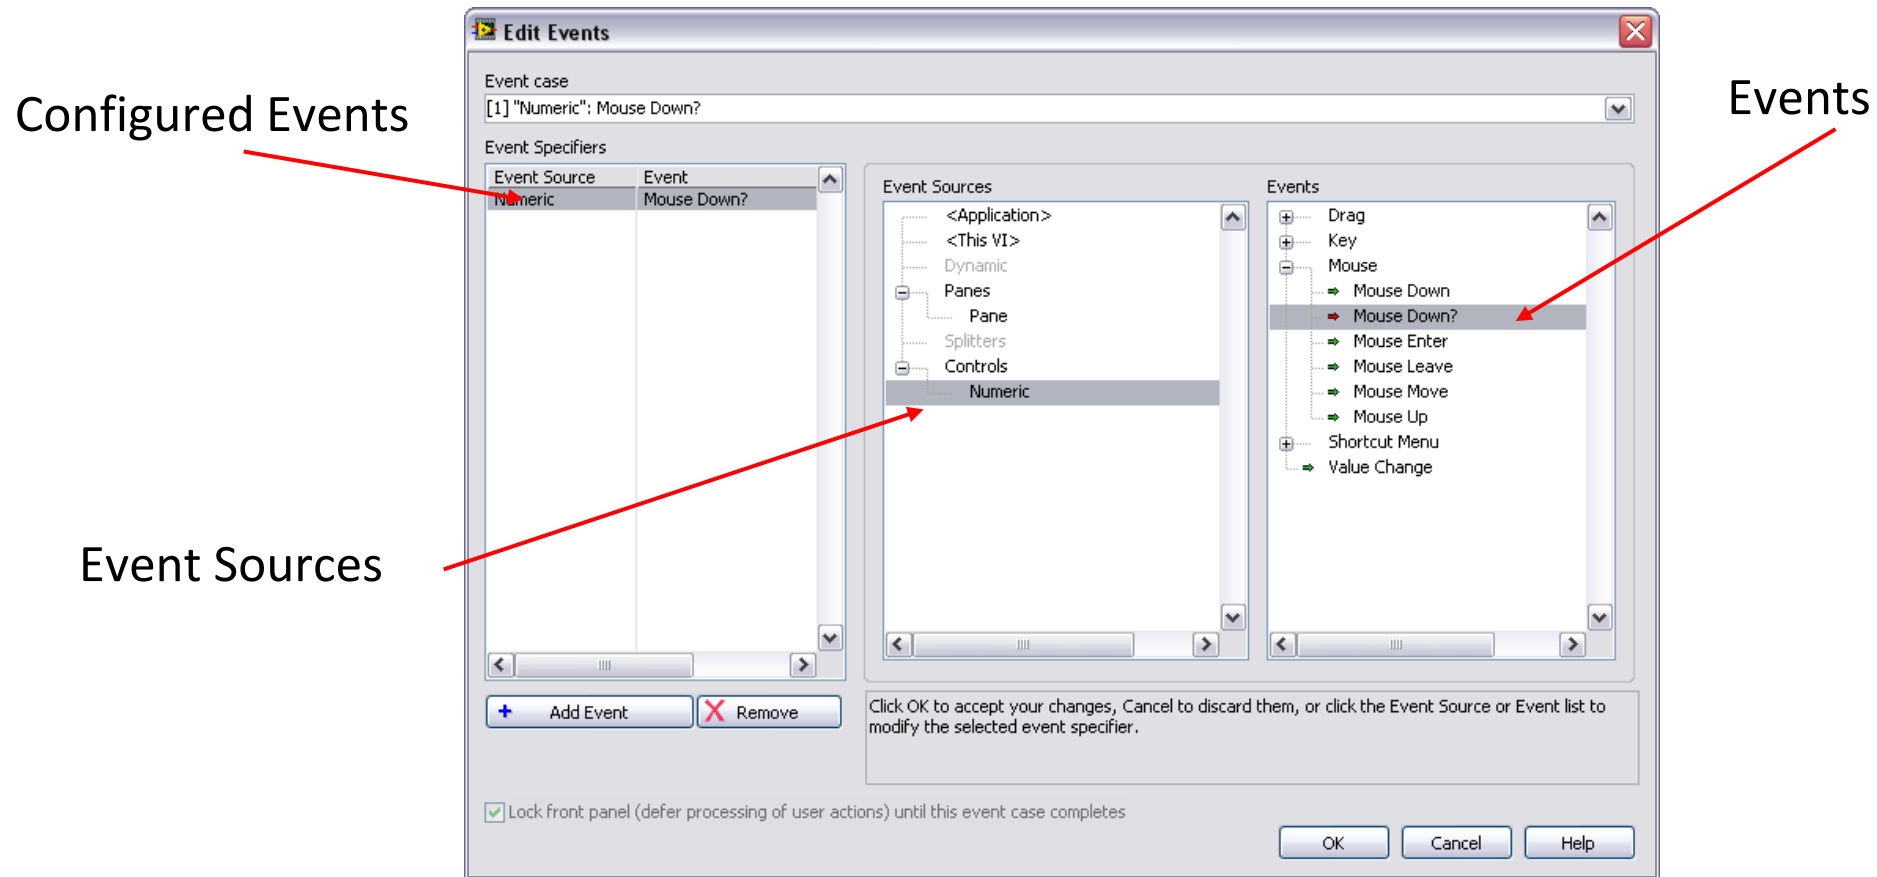 Edit Events
Configured Events
Events
Event case
[1] "Numeric": Mouse Down?
Event Specifiers
Event Source Event
Numeric Mouse Down?
Event Sources
<Application>
<This VI>
Dynamic
Panes
Pane
Splitters
Controls
Numeric
Events
Drag
Key
Mouse
Mouse Down
Mouse Down?
Mouse Enter
Mouse Leave
Mouse Move
Mouse Up
Shortcut Menu
Value Change
Event Sources
Add Event
Remove
Click OK to accept your changes, Cancel to discard them, or click the Event Source or Event list to
modify the selected event specifier.
Lock front panel (defer processing of user actions) until this event case completes
OK
Cancel
Help